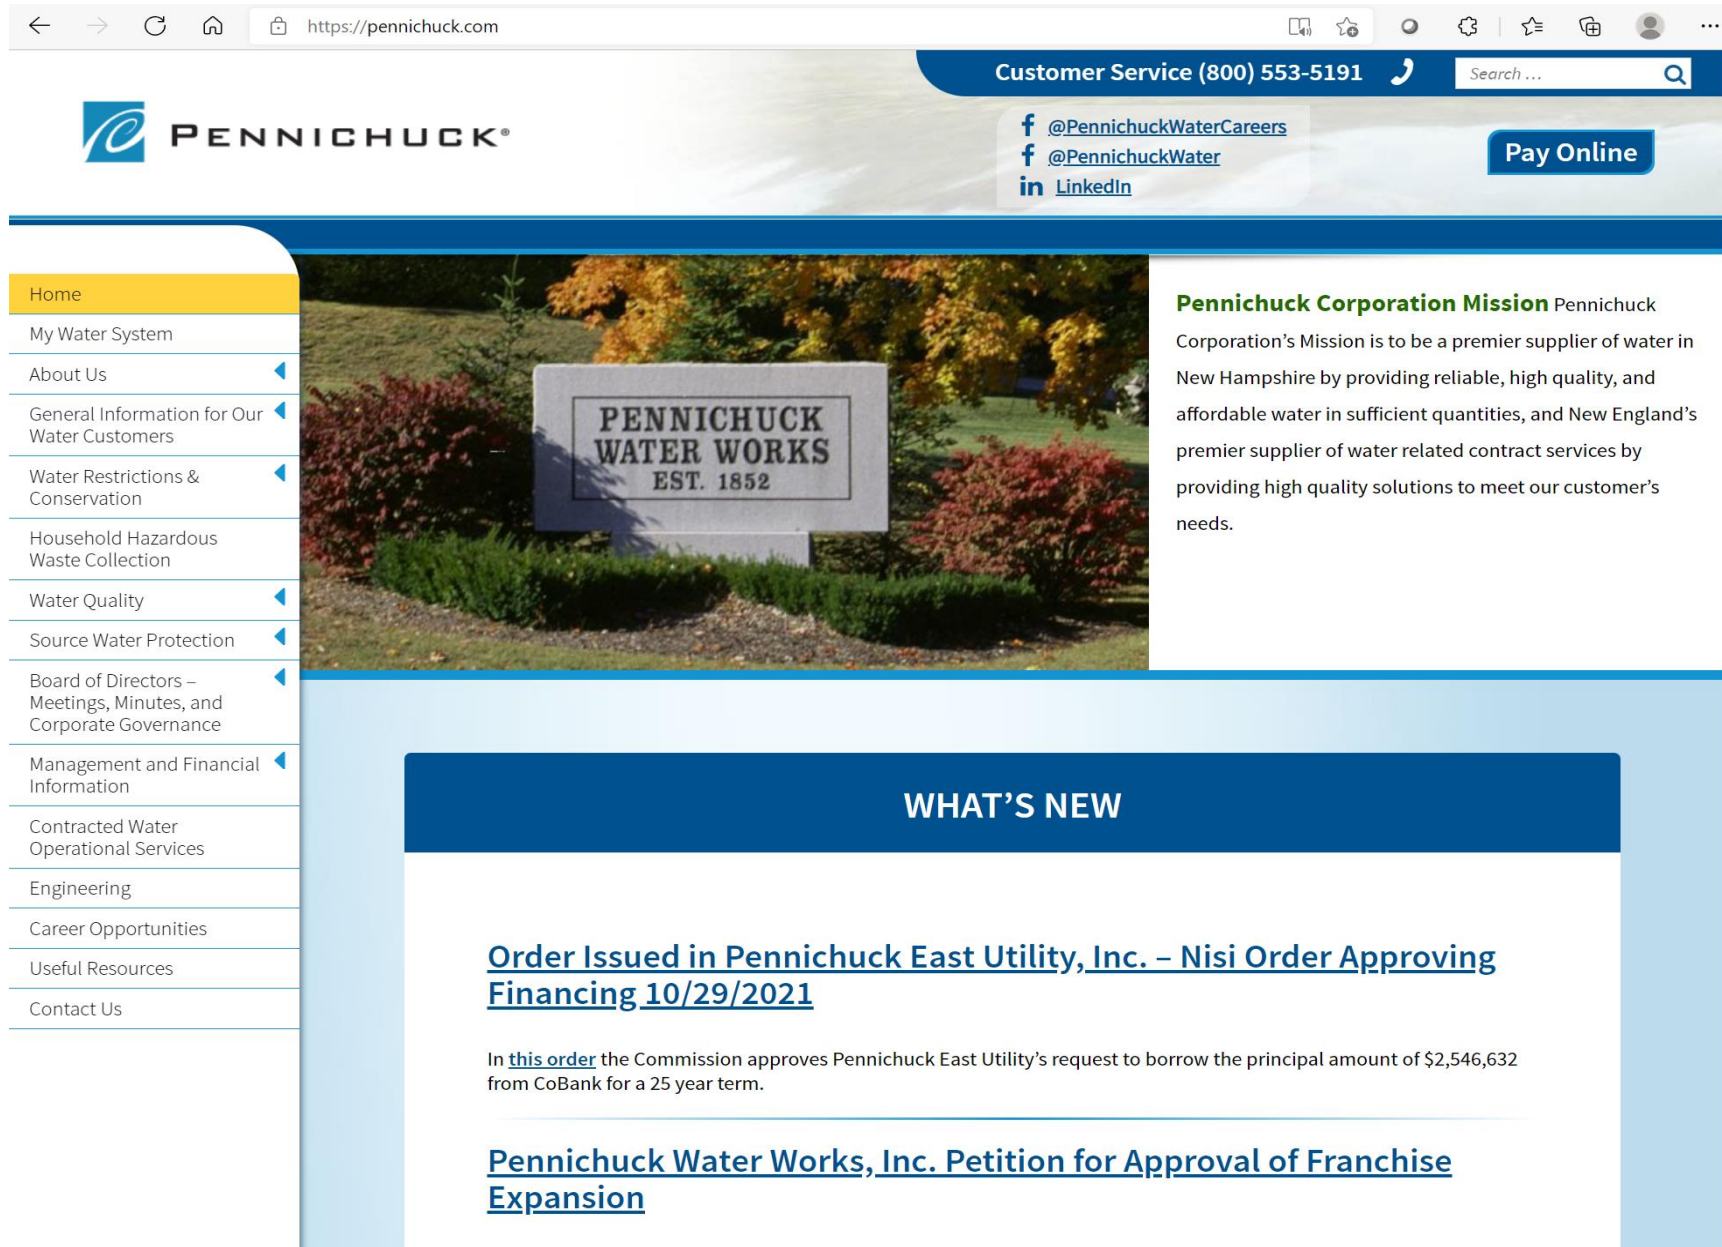 https://pennichuck.com
Customer Service (800) 553-5191
Search ...
PENNICHUCK®
@PennichuckWaterCareers
@PennichuckWater
in LinkedIn
Pay Online
Home
My Water System
About Us
General Information for Our
Water Customers
Water Restrictions &
Conservation
Household Hazardous
Waste Collection
Water Quality
Source Water Protection
Board of Directors –
Meetings, Minutes, and
Corporate Governance
Management and Financial
Information
Contracted Water
Operational Services
Engineering
Career Opportunities
Useful Resources
Contact Us
PENNICHUCK
WATER WORKS
EST. 1852
Pennichuck Corporation Mission Pennichuck
Corporation’s Mission is to be a premier supplier of water in
New Hampshire by providing reliable, high quality, and
affordable water in sufficient quantities, and New England’s
premier supplier of water related contract services by
providing high quality solutions to meet our customer’s
needs.
WHAT’S NEW
Order Issued in Pennichuck East Utility, Inc. – Nisi Order Approving
Financing 10/29/2021
In this order the Commission approves Pennichuck East Utility’s request to borrow the principal amount of $2,546,632
from CoBank for a 25 year term.
Pennichuck Water Works, Inc. Petition for Approval of Franchise
Expansion